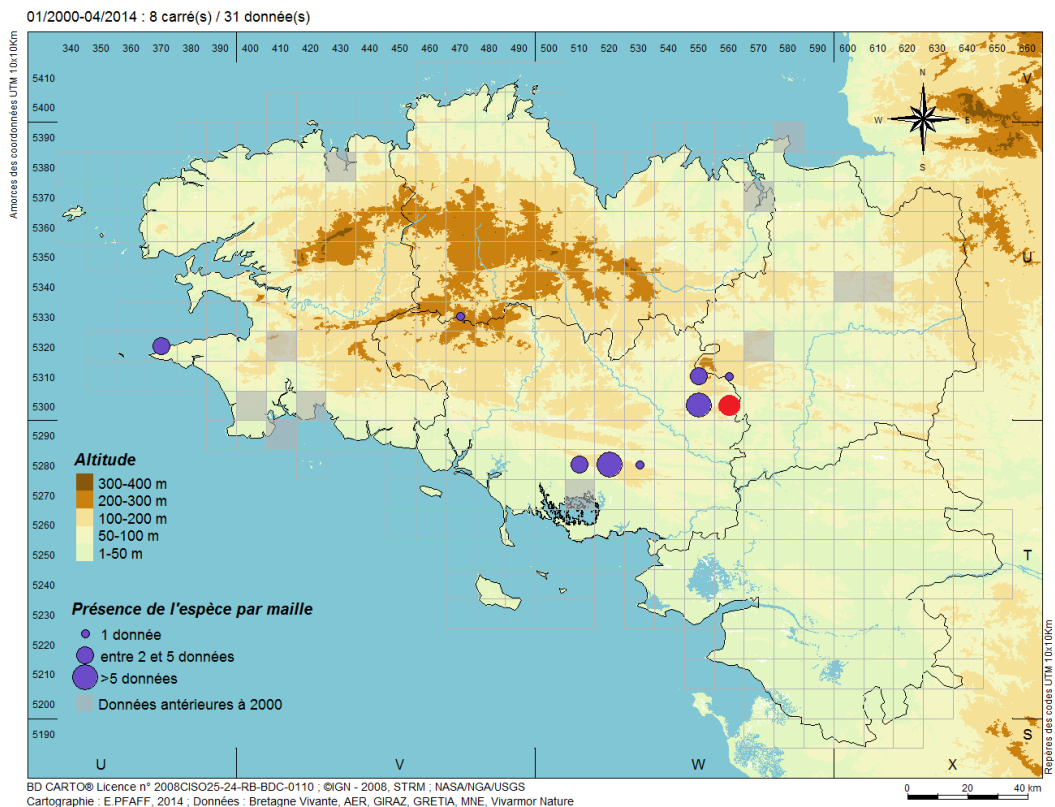 01/2000-04/2014 : 8 carré(s) / 31 donnée(s)
Amorces des coordonnées UTM 10x10Km
340 350 360 370 380 390 400 410 420 430 440 450 460 470 480 490 500 510 520 530 540 550 560 570 580 590 600 610 620 630 640 650 660
5410
5400
5390
5380
5370
5360
5350
5340
5330
5320
5310
5300
5290
5280
5270
5260
5250
5240
5230
5220
5210
5200
5190
N
W
E
S
V
U
T
S
Altitude
300-400 m
200-300 m
100-200 m
50-100 m
1-50 m
Présence de l'espèce par maille
1 donnée
entre 2 et 5 données
>5 données
Données antérieures à 2000
U V W X
Repères des codes UTM 10x10Km
BD CARTO® Licence n° 2008CISO25-24-RB-BDC-0110 ; ©IGN - 2008, STRM ; NASA/NGA/USGS
Cartographie : E.PFAFF, 2014 ; Données : Bretagne Vivante, AER, GIRAZ, GRETIA, MNE, Vivarmor Nature
0 20 40 km